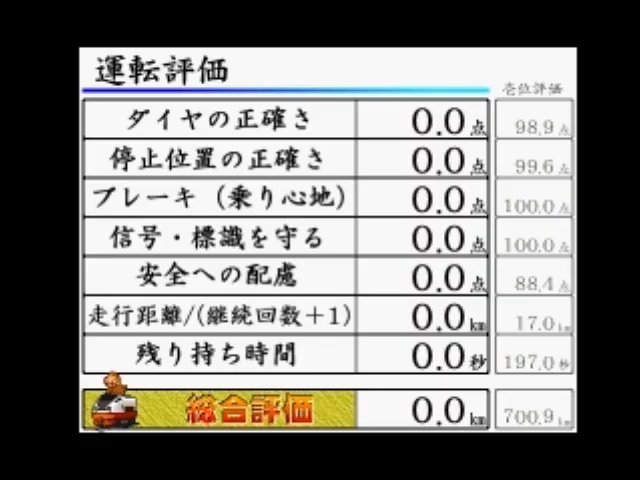 運転評価
壱位評価
ダイヤの正確さ 0.0点 98.9点
停止位置の正確さ 0.0点 99.6点
ブレーキ（乗り心地） 0.0点 100.0点
信号・標識を守る 0.0点 100.0点
安全への配慮 0.0点 88.4点
走行距離/(継続回数＋1) 0.0km 17.0km
残り持ち時間 0.0秒 197.0秒
総合評価 0.0km 700.9km